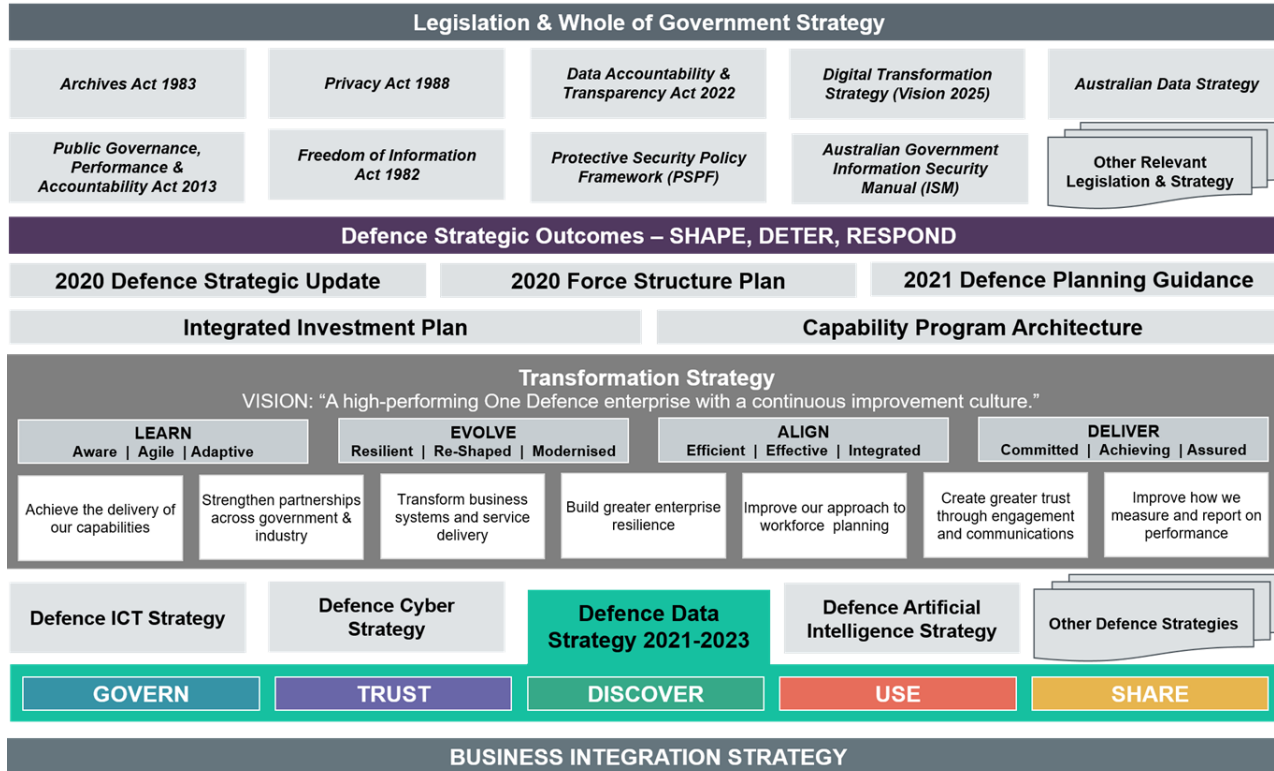 Legislation & Whole of Government Strategy
Archives Act 1983
Privacy Act 1988
Data Accountability &
Transparency Act 2022
Digital Transformation
Strategy (Vision 2025)
Australian Data Strategy
Public Governance,
Performance &
Accountability Act 2013
Freedom of Information
Act 1982
Protective Security Policy
Framework (PSPF)
Australian Government
Information Security
Manual (ISM)
Other Relevant
Legislation & Strategy
Defence Strategic Outcomes – SHAPE, DETER, RESPOND
2020 Defence Strategic Update
2020 Force Structure Plan
2021 Defence Planning Guidance
Integrated Investment Plan
Capability Program Architecture
Transformation Strategy
VISION: “A high-performing One Defence enterprise with a continuous improvement culture.”
LEARN
Aware | Agile | Adaptive
EVOLVE
Resilient | Re-Shaped | Modernised
ALIGN
Efficient | Effective | Integrated
DELIVER
Committed | Achieving | Assured
Achieve the delivery of
our capabilities
Strengthen partnerships
across government &
industry
Transform business
systems and service
delivery
Build greater enterprise
resilience
Improve our approach to
workforce planning
Create greater trust
through engagement
and communications
Improve how we
measure and report on
performance
Defence ICT Strategy
Defence Cyber
Strategy
Defence Data
Strategy 2021-2023
Defence Artificial
Intelligence Strategy
Other Defence Strategies
GOVERN
TRUST
DISCOVER
USE
SHARE
BUSINESS INTEGRATION STRATEGY